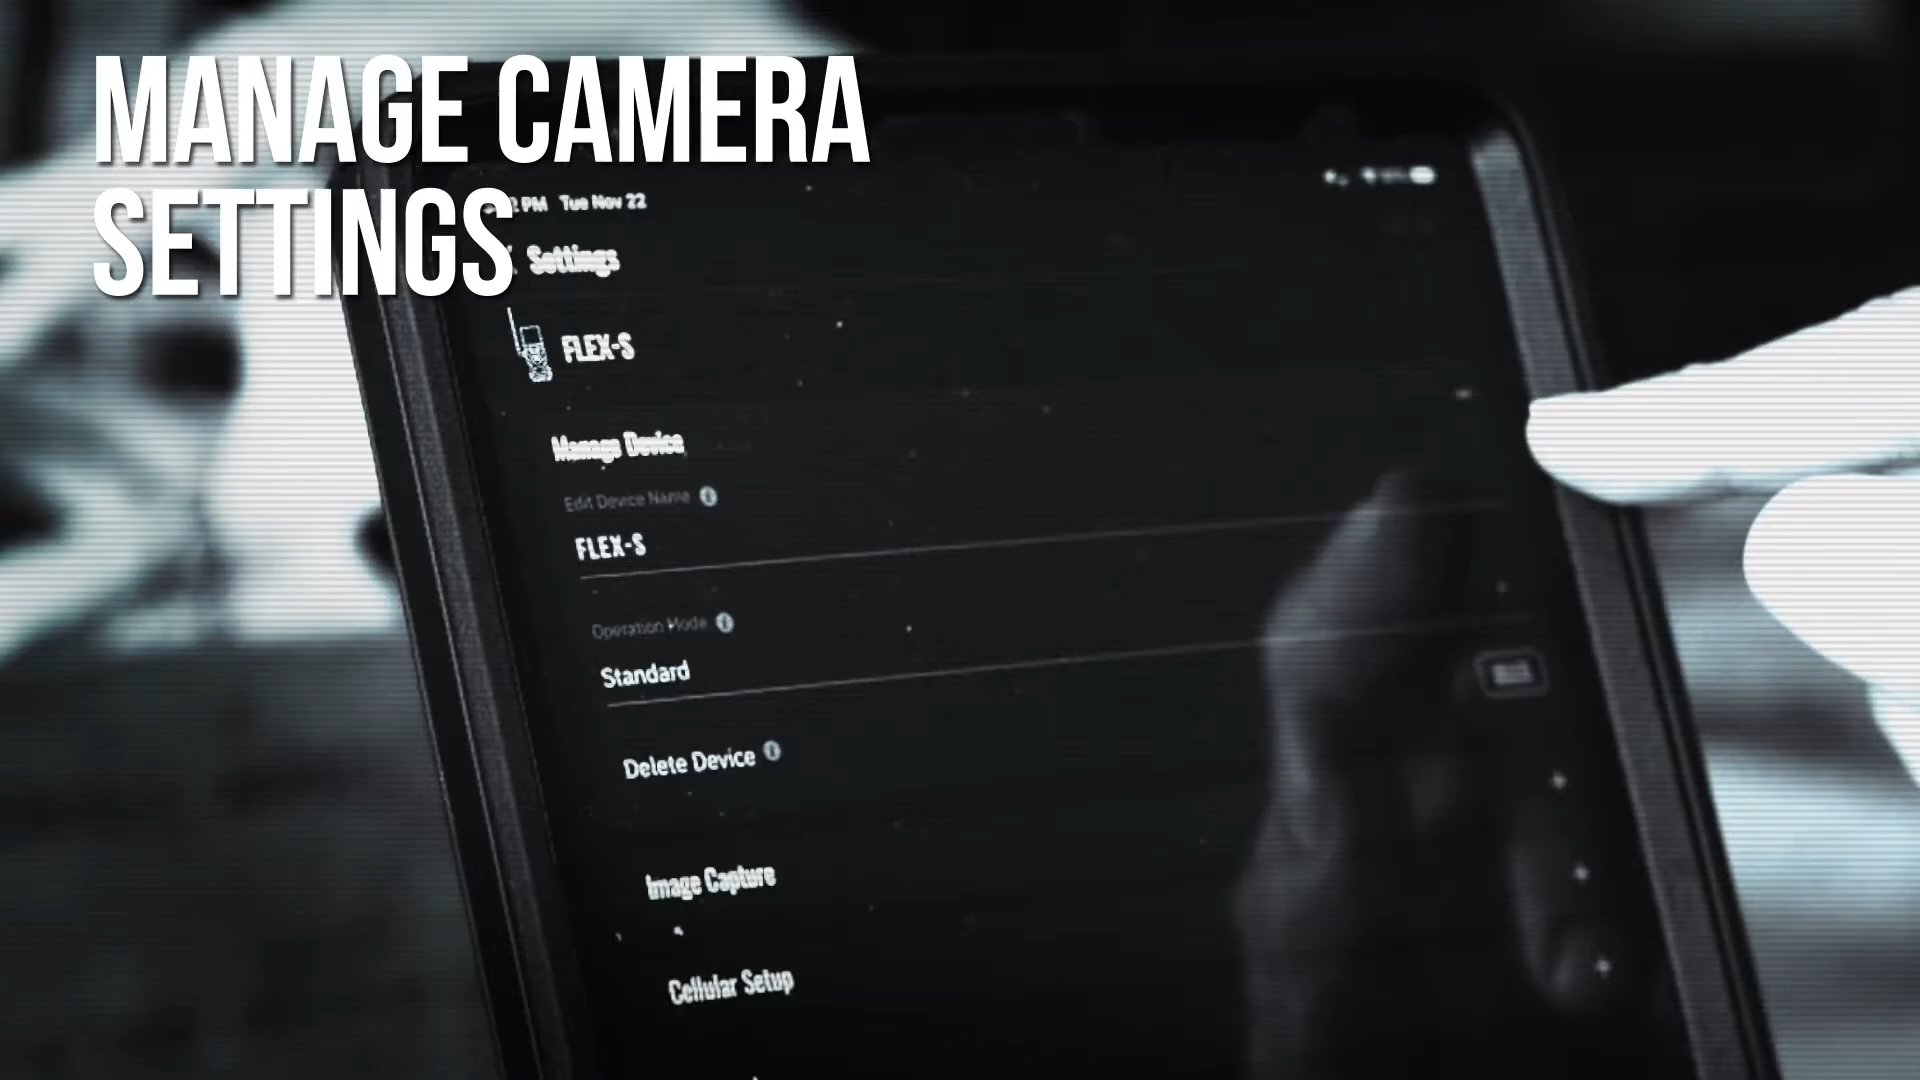 MANAGE CAMERA
SETTINGS
PM Tue Nov 22
Settings
FLEX-S
Manage Device
Edit Device Name
FLEX-S
Operation Mode
Standard
Delete Device
Image Capture
Cellular Setup